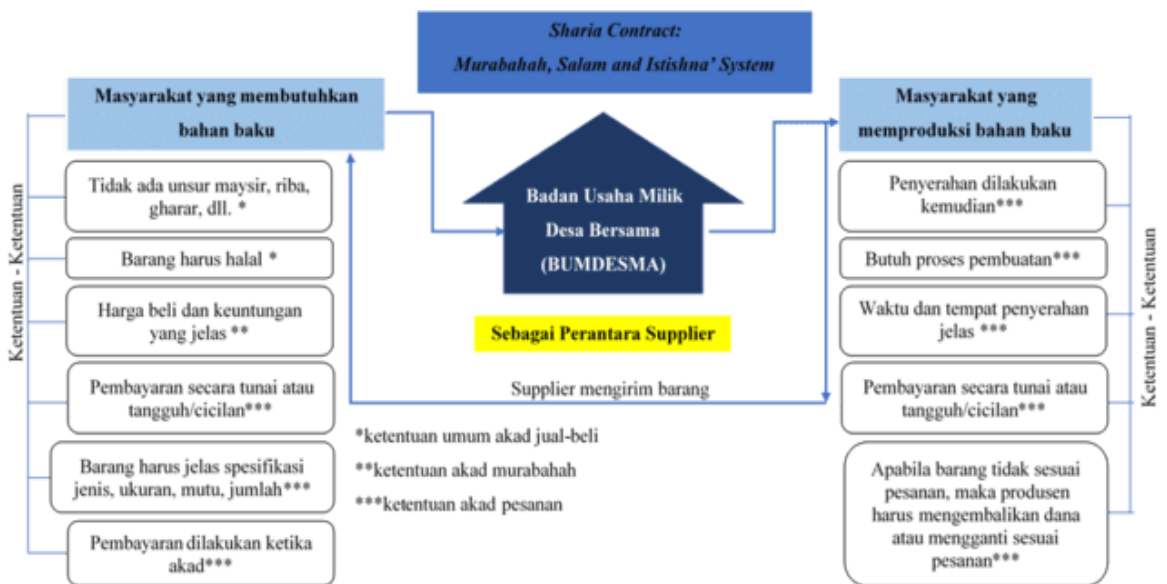 Sharia Contract:
Murabahah, Salam and Istishna' System
Masyarakat yang membutuhkan
bahan baku
Ketentuan - Ketentuan
Tidak ada unsur maysir, riba,
gharar, dll. *
Barang harus halal *
Harga beli dan keuntungan
yang jelas **
Pembayaran secara tunai atau
tangguh/cicilan***
Barang harus jelas spesifikasi
jenis, ukuran, mutu, jumlah***
Pembayaran dilakukan ketika
akad***
Badan Usaha Milik
Desa Bersama
(BUMDESMA)
Sebagai Perantara Supplier
Supplier mengirim barang
*ketentuan umum akad jual-beli
**ketentuan akad murabahah
***ketentuan akad pesanan
Masyarakat yang
memproduksi bahan baku
Penyerahan dilakukan
kemudian***
Butuh proses pembuatan***
Waktu dan tempat penyerahan
jelas ***
Pembayaran secara tunai atau
tangguh/cicilan***
Apabila barang tidak sesuai
pesanan, maka produsen
harus mengembalikan dana
atau mengganti sesuai
pesanan***
Ketentuan - Ketentuan